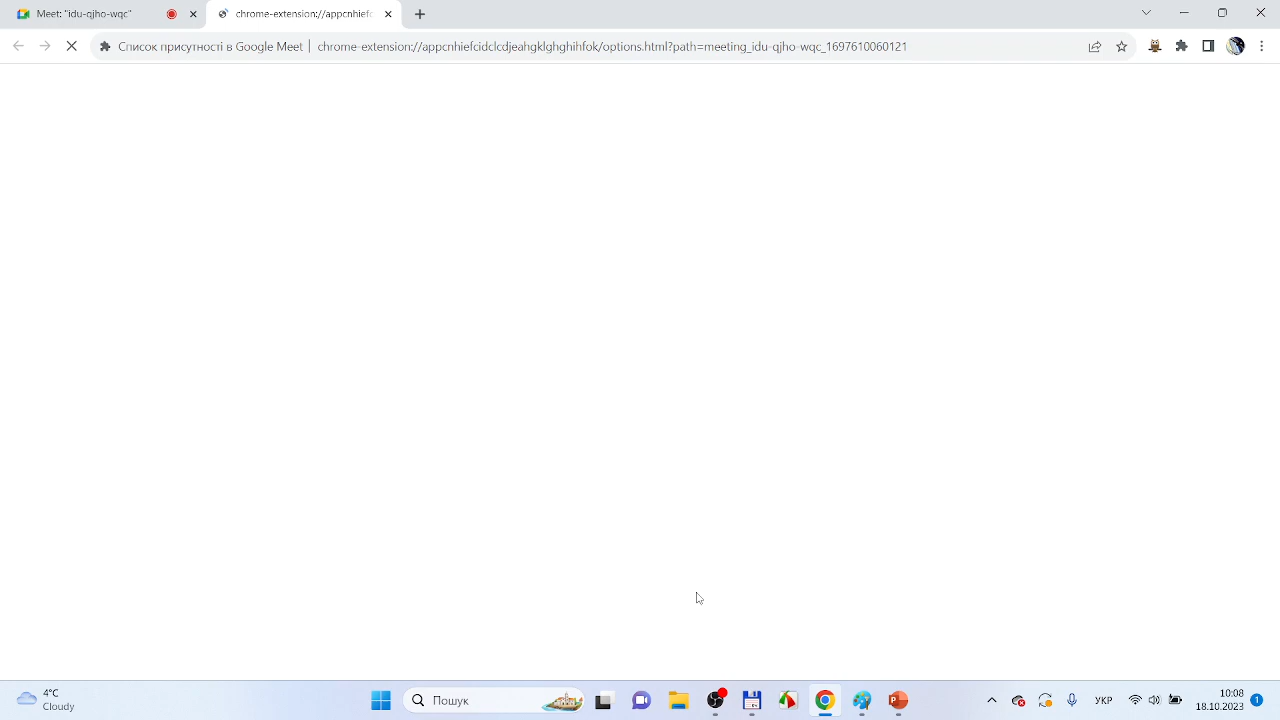 Meet: "idu-qjho-wqc"
chrome-extension://appcnhiefc
Список присутності в Google Meet | chrome-extension://appcnhiefcidclcdjeahgklghghihfok/options.html?path=meeting_idu-qjho-wqc_1697610060121
4°C
Cloudy
Пошук
УКР
10:08
18.10.2023
1